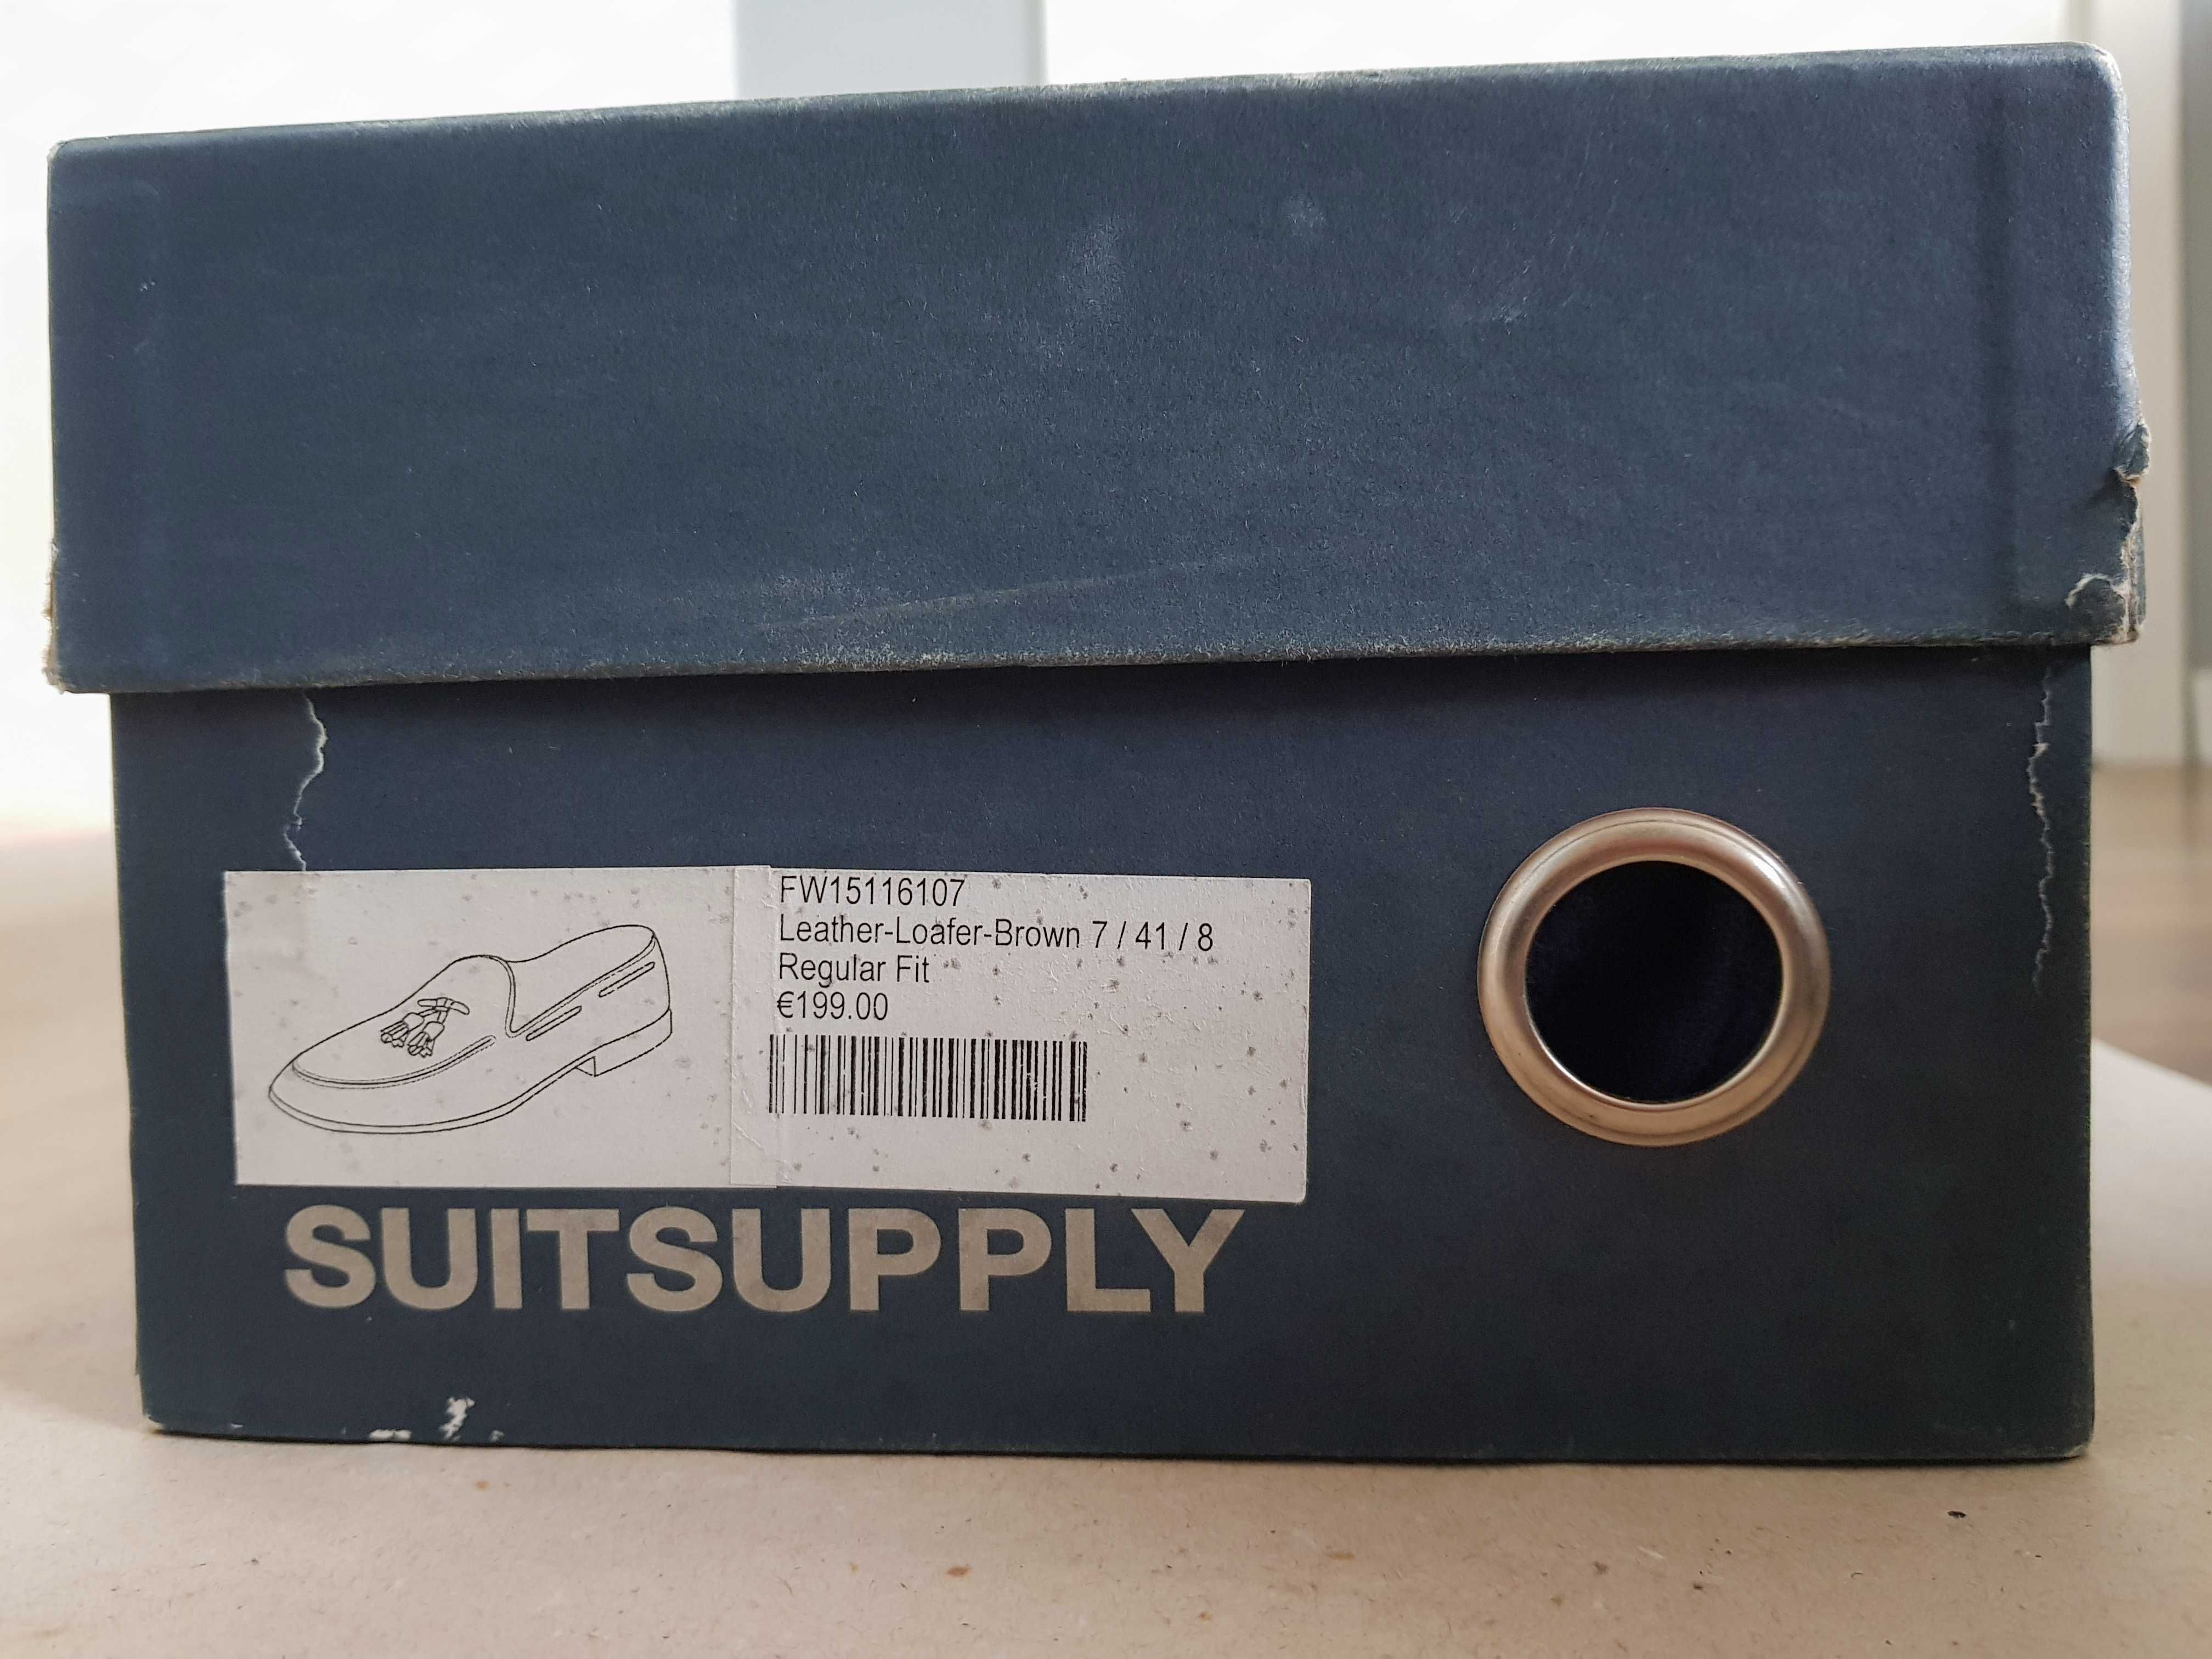 FW15116107
Leather-Loafer-Brown 7 / 41 / 8
Regular Fit
€199.00
SUITSUPPLY